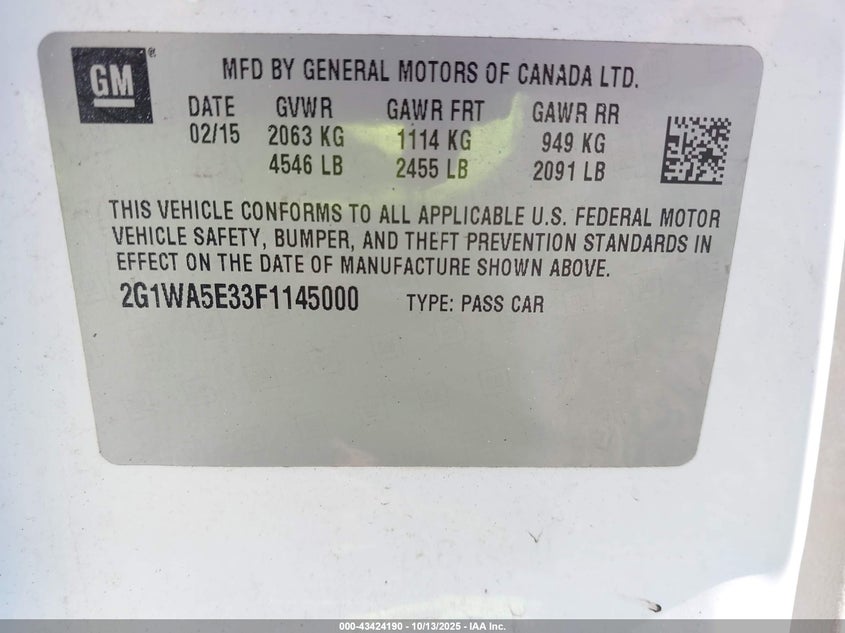 GM ®
MFD BY GENERAL MOTORS OF CANADA LTD.
DATE GVWR GAWR FRT GAWR RR
02/15 2063 KG 1114 KG 949 KG
4546 LB 2455 LB 2091 LB
THIS VEHICLE CONFORMS TO ALL APPLICABLE U.S. FEDERAL MOTOR
VEHICLE SAFETY, BUMPER, AND THEFT PREVENTION STANDARDS IN
EFFECT ON THE DATE OF MANUFACTURE SHOWN ABOVE.
2G1WA5E33F1145000 TYPE: PASS CAR
000-43424190 - 10/13/2025 - IAA Inc.